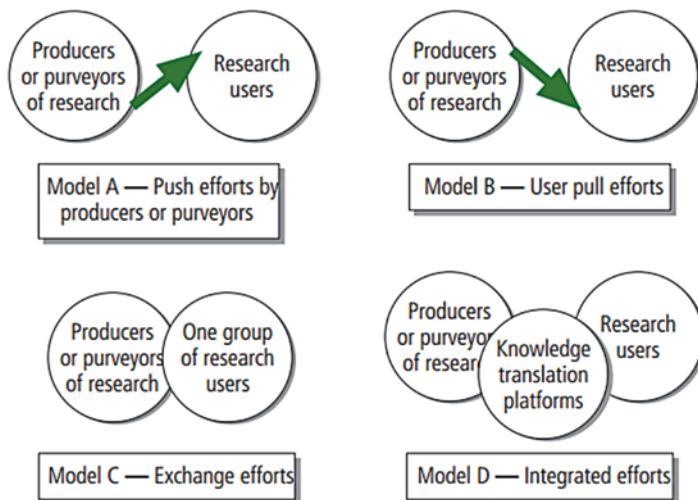 Producers
or purveyors
of research
Research
users
Model A — Push efforts by
producers or purveyors
Producers
or purveyors
of research
Research
users
Model B — User pull efforts
Producers
or purveyors
of research
One group
of research
users
Model C — Exchange efforts
Producers
or purveyor
of resear
Knowledge
translation
platforms
Research
users
Model D — Integrated efforts